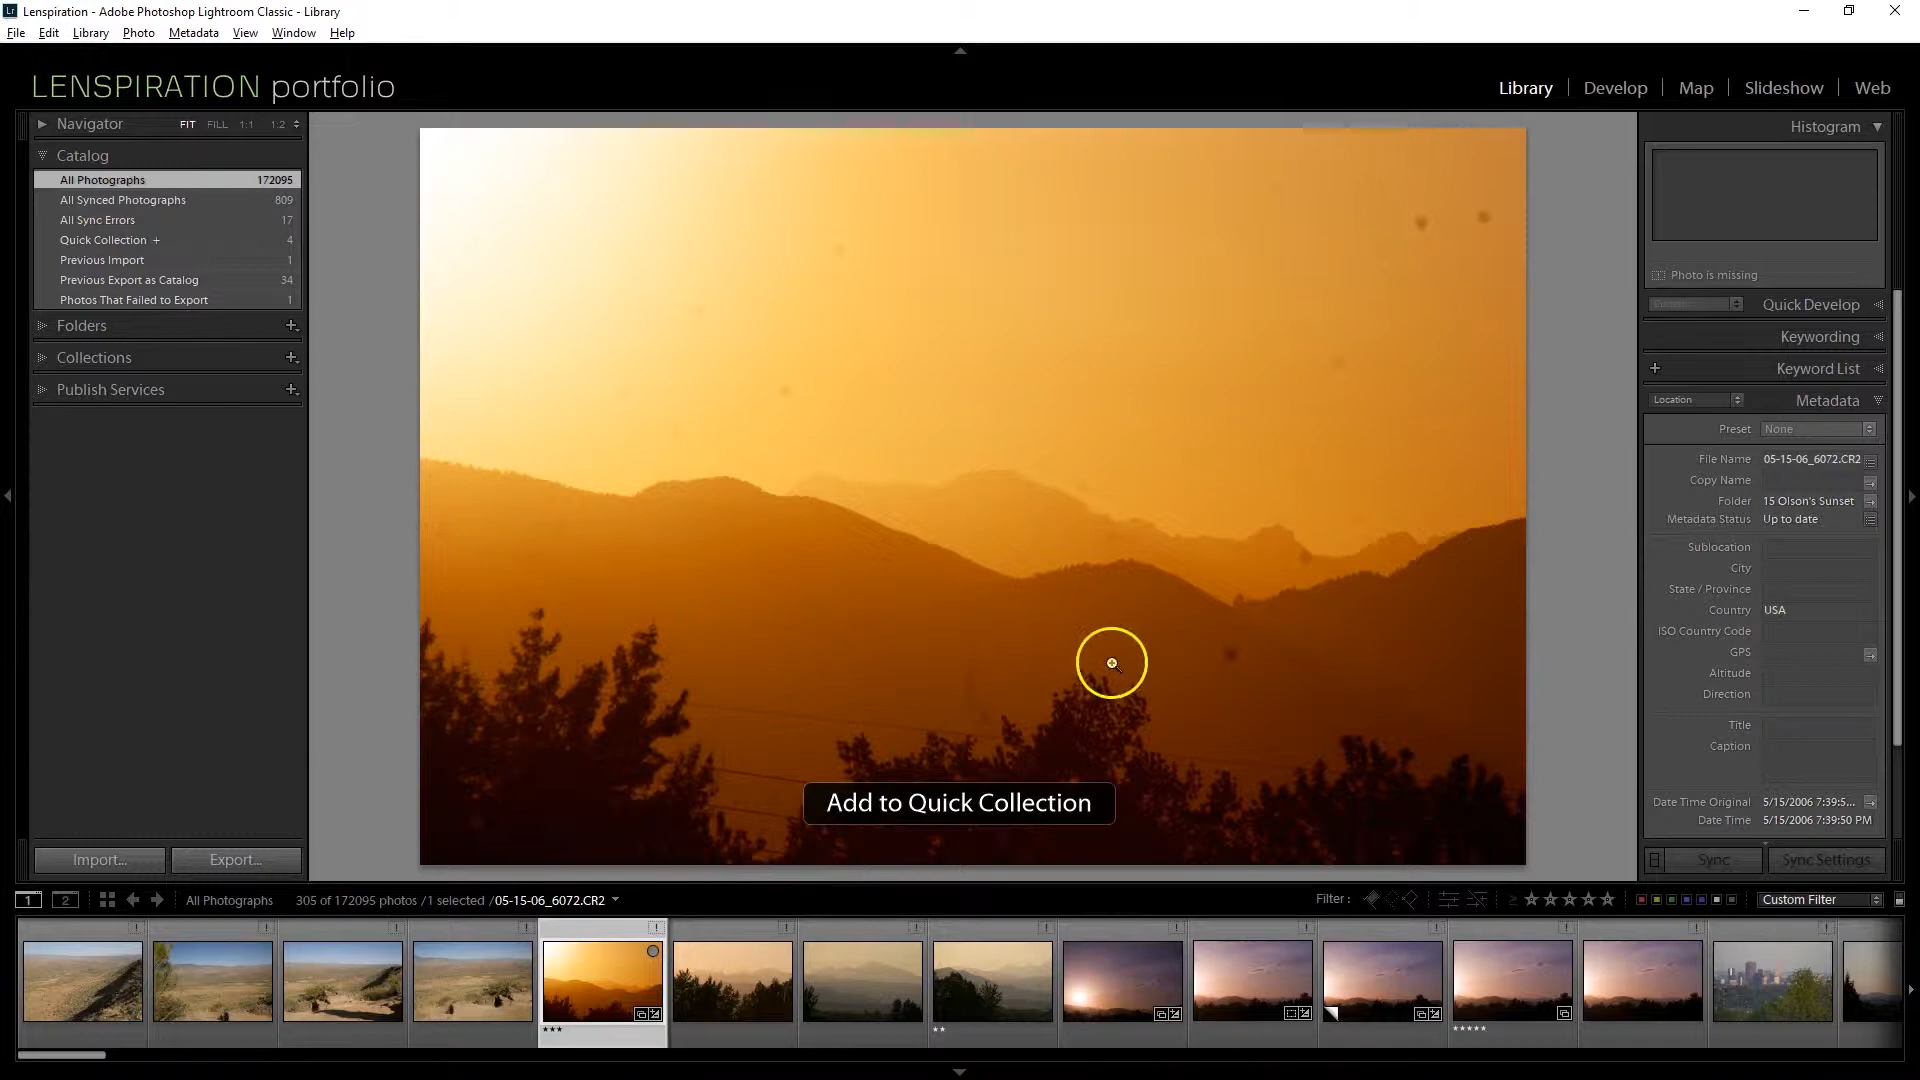 Lenspiration - Adobe Photoshop Lightroom Classic - Library
File Edit Library Photo Metadata View Window Help
LENSPIRATION portfolio
Library | Develop | Map | Slideshow | Web
Navigator FIT FILL 1:1 1:2
Catalog
All Photographs 172095
All Synced Photographs 809
All Sync Errors 17
Quick Collection + 4
Previous Import 1
Previous Export as Catalog 34
Photos That Failed to Export 1
Folders
Collections
Publish Services
Import...
Export...
Add to Quick Collection
Histogram
Photo is missing
Quick Develop
Keywording
Keyword List
Location Metadata
Preset None
File Name 05-15-06_6072.CR2
Copy Name
Folder 15 Olson's Sunset
Metadata Status Up to date
Sublocation
City
State / Province
Country USA
ISO Country Code
GPS
Altitude
Direction
Title
Caption
Date Time Original 5/15/2006 7:39:5...
Date Time 5/15/2006 7:39:50 PM
Sync
Sync Settings
1 2 All Photographs 305 of 172095 photos /1 selected /05-15-06_6072.CR2 Filter : Custom Filter